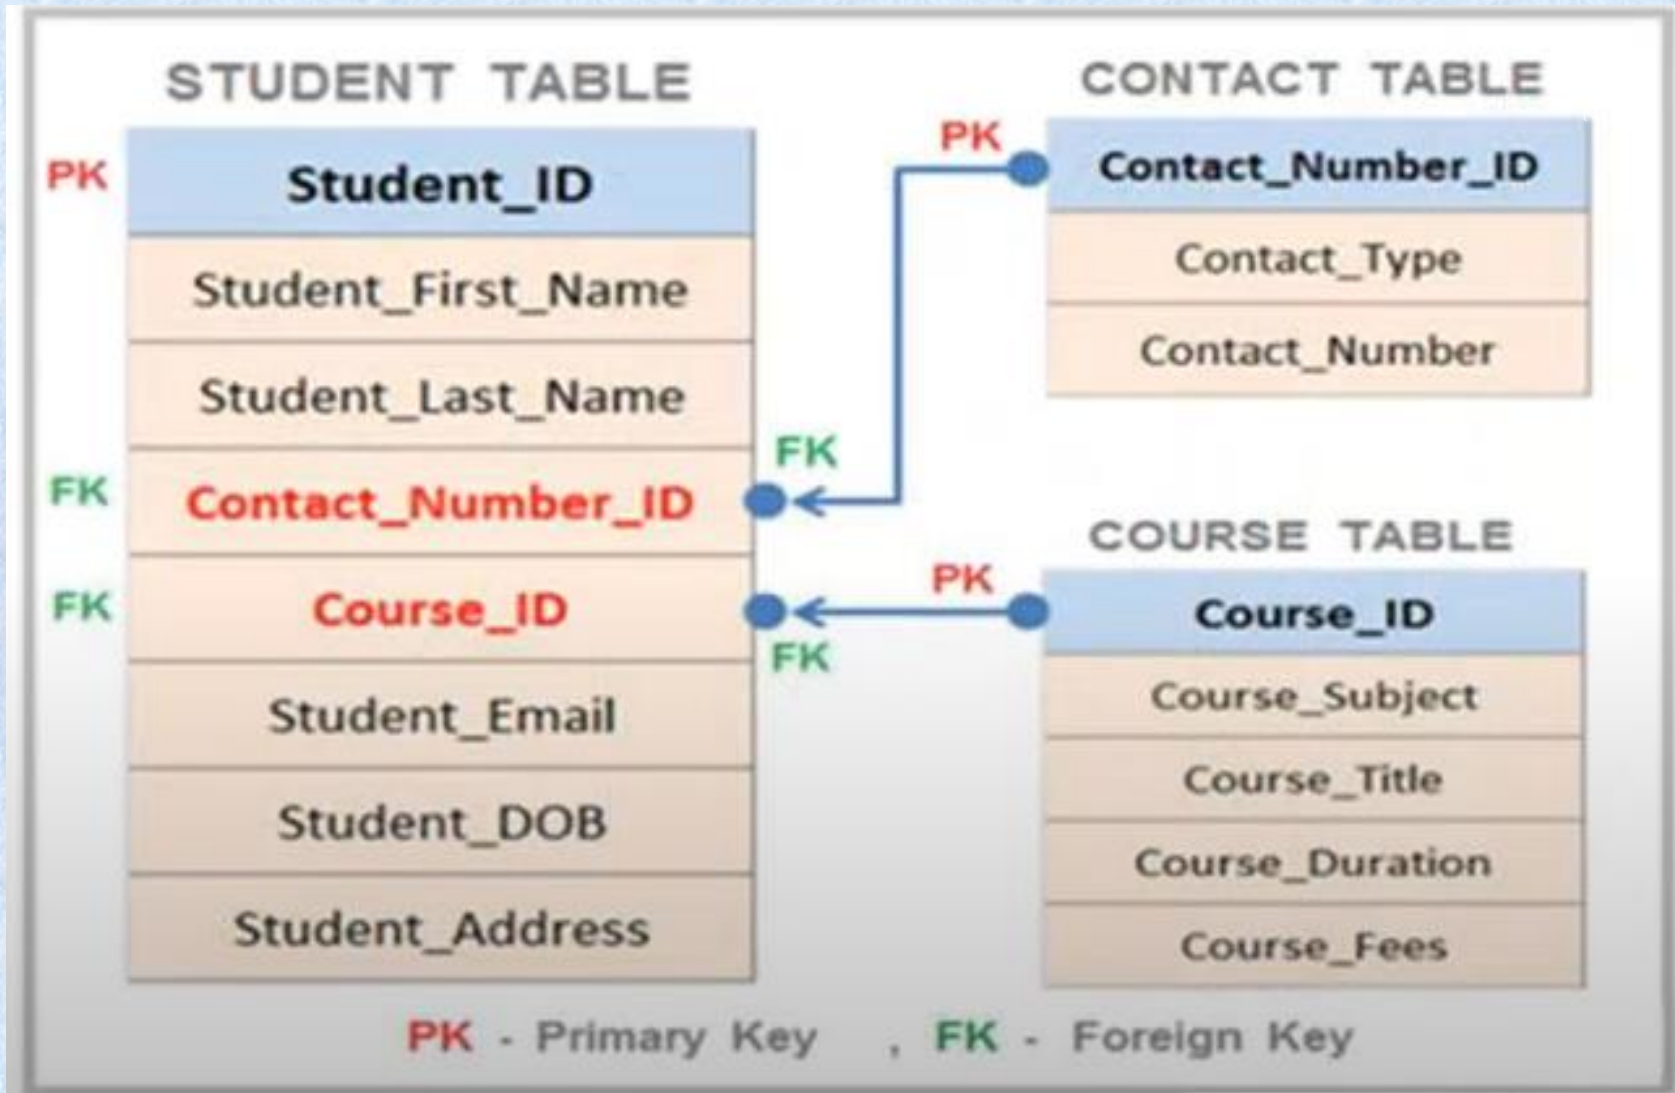 STUDENT TABLE
PK
Student_ID
Student_First_Name
Student_Last_Name
FK
Contact_Number_ID
FK
FK
Course_ID
FK
Student_Email
Student_DOB
Student_Address
CONTACT TABLE
PK
Contact_Number_ID
Contact_Type
Contact_Number
COURSE TABLE
PK
Course_ID
Course_Subject
Course_Title
Course_Duration
Course_Fees
PK - Primary Key , FK - Foreign Key